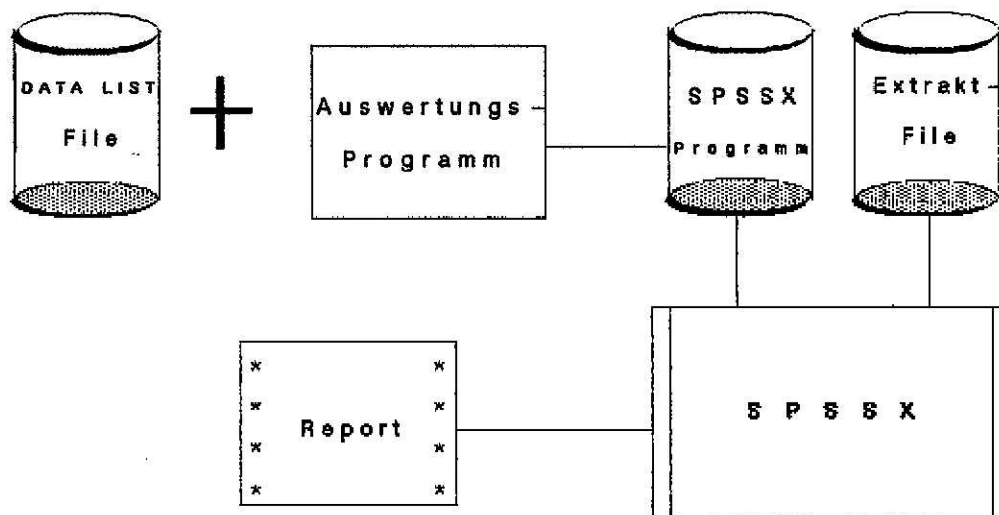 DATA LIST
File
+
Auswertungs-
Programm
SPSSX
Programm
Extrakt-
File
* *
* *
Report
* *
* *
SPSSX